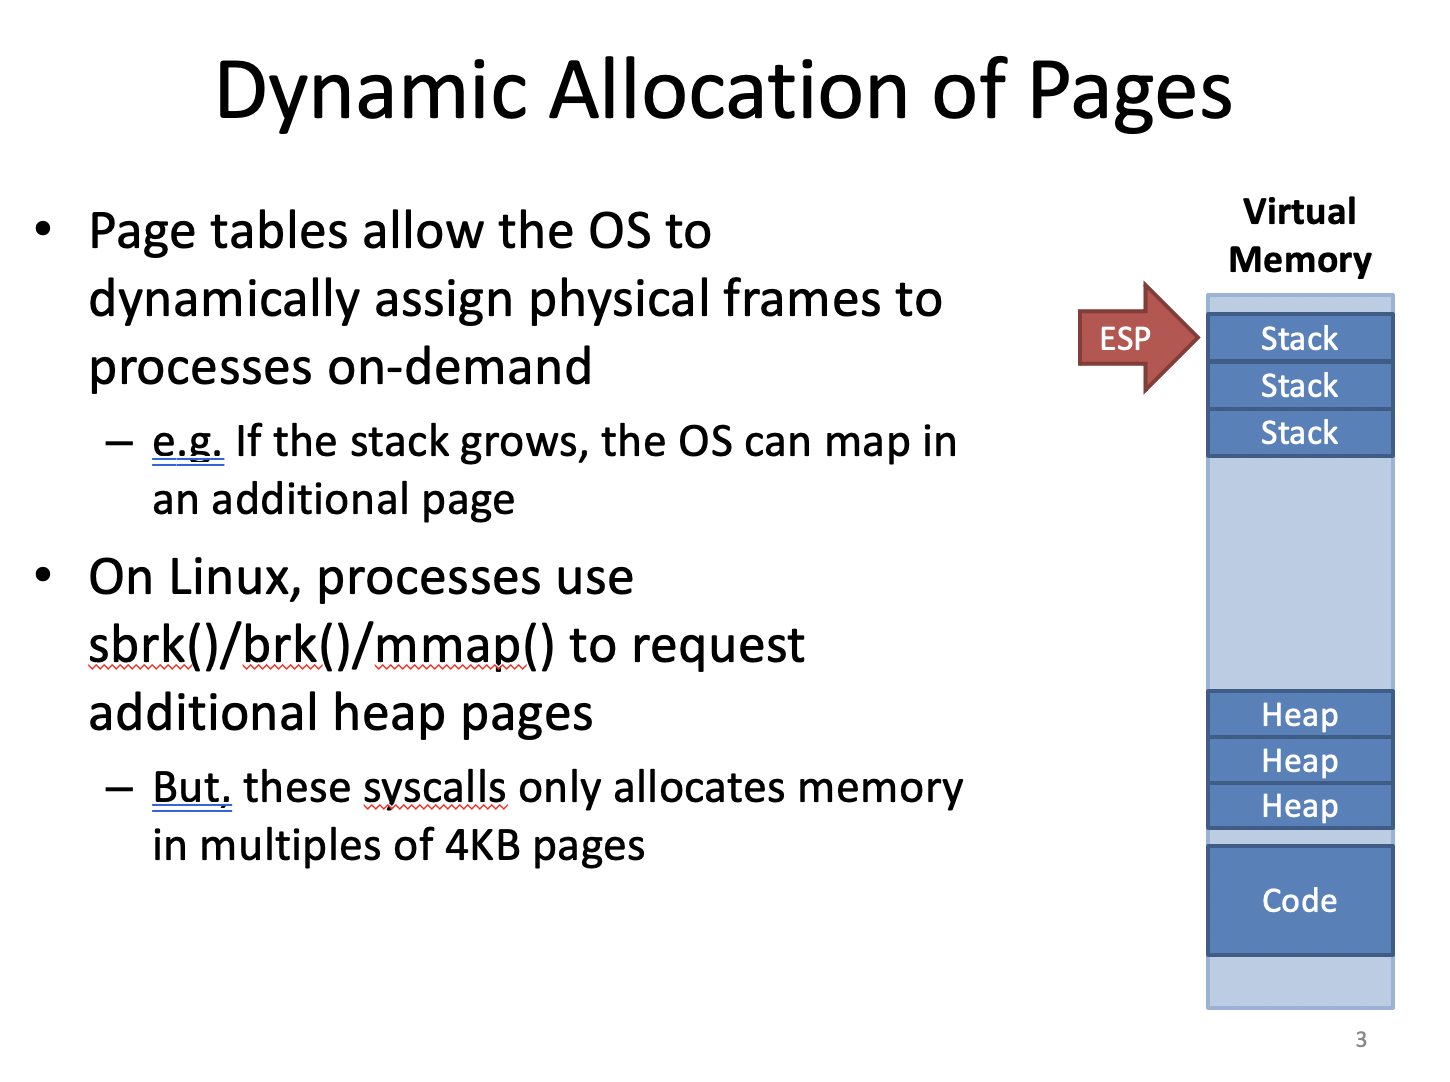 Dynamic Allocation of Pages
• Page tables allow the OS to
dynamically assign physical frames to
processes on-demand
– e.g. If the stack grows, the OS can map in
an additional page
• On Linux, processes use
sbrk()/brk()/mmap() to request
additional heap pages
– But, these syscalls only allocates memory
in multiples of 4KB pages
Virtual
Memory
ESP
Stack
Stack
Stack
Heap
Heap
Heap
Code
3